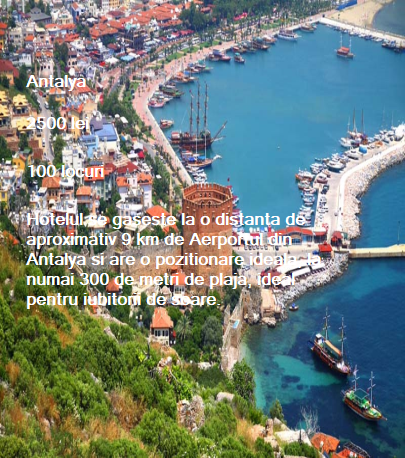 Antalya
2500 lei
100 locuri
Hotelul se gaseste la o distanta de
aproximativ 9 km de Aerportul din
Antalya si are o pozitionare ideala, la
numai 300 de metri de plaja, ideal
pentru iubitorii de soare.